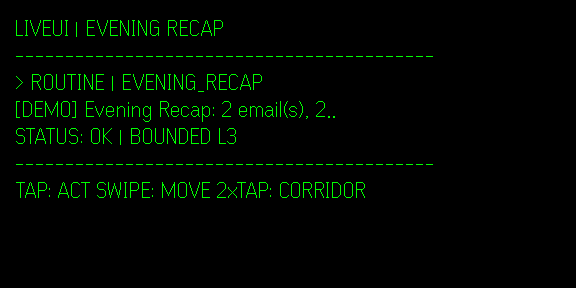 LIVEUI | EVENING RECAP
------------------------------------------
> ROUTINE | EVENING_RECAP
[DEMO] Evening Recap: 2 email(s), 2..
STATUS: OK | BOUNDED L3
------------------------------------------
TAP: ACT SWIPE: MOVE 2xTAP: CORRIDOR